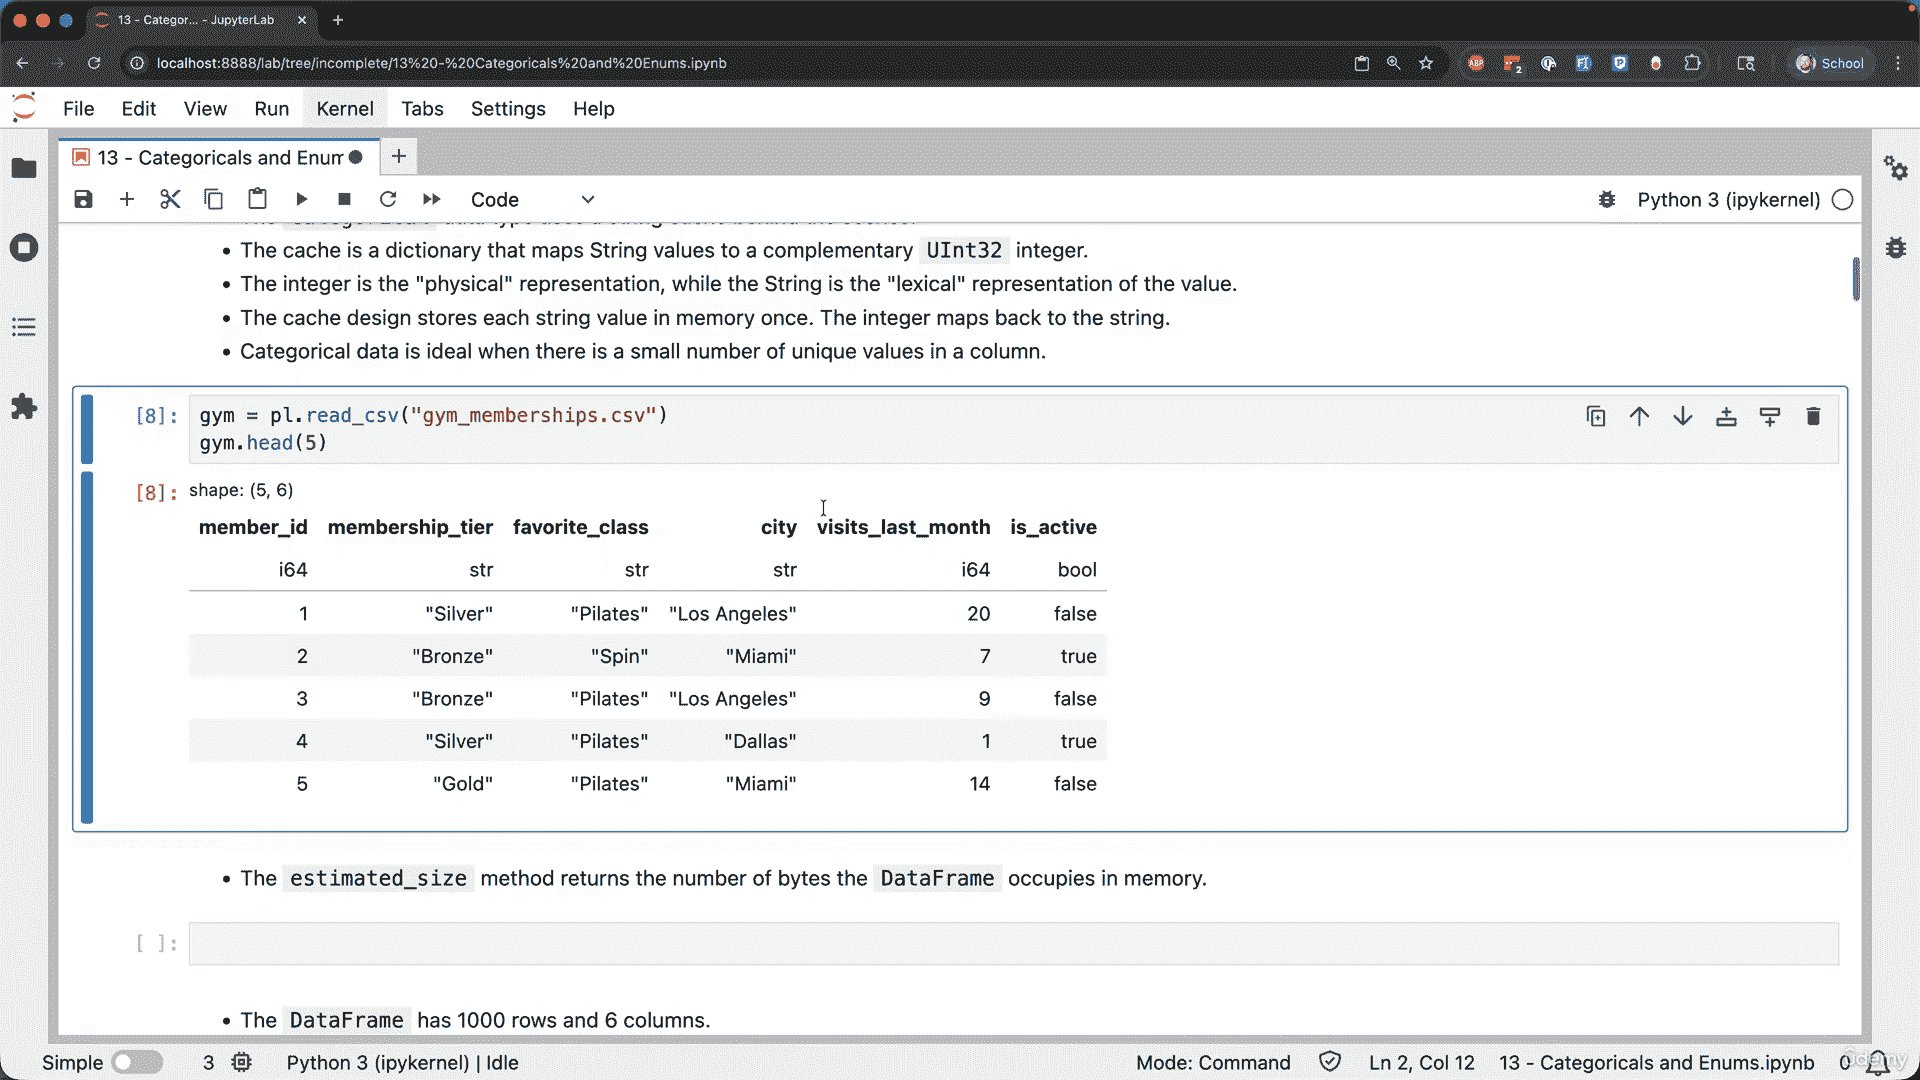 13 - Categor... - JupyterLab
localhost:8888/lab/tree/incomplete/13%20-%20Categoricals%20and%20Enums.ipynb
ABP
2
School
File Edit View Run Kernel Tabs Settings Help
13 - Categoricals and Enum
Code
Python 3 (ipykernel)
• The cache is a dictionary that maps String values to a complementary UInt32 integer.
• The integer is the "physical" representation, while the String is the "lexical" representation of the value.
• The cache design stores each string value in memory once. The integer maps back to the string.
• Categorical data is ideal when there is a small number of unique values in a column.
[8]: gym = pl.read_csv("gym_memberships.csv")
gym.head(5)
[8]: shape: (5, 6)
member_id membership_tier favorite_class city visits_last_month is_active
i64 str str str i64 bool
1 "Silver" "Pilates" "Los Angeles" 20 false
2 "Bronze" "Spin" "Miami" 7 true
3 "Bronze" "Pilates" "Los Angeles" 9 false
4 "Silver" "Pilates" "Dallas" 1 true
5 "Gold" "Pilates" "Miami" 14 false
• The estimated_size method returns the number of bytes the DataFrame occupies in memory.
[ ]:
• The DataFrame has 1000 rows and 6 columns.
Simple 3 Python 3 (ipykernel) | Idle Mode: Command Ln 2, Col 12 13 - Categoricals and Enums.ipynb 0
Udemy